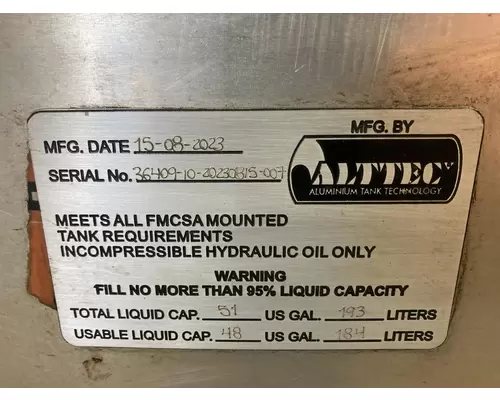 MFG. DATE 15-08-2023
MFG. BY
SERIAL No. 36409-10-20230815-007
ALTTEC
ALUMINIUM TANK TECHNOLOGY
MEETS ALL FMCSA MOUNTED
TANK REQUIREMENTS
INCOMPRESSIBLE HYDRAULIC OIL ONLY
WARNING
FILL NO MORE THAN 95% LIQUID CAPACITY
TOTAL LIQUID CAP. 51 US GAL. 193 LITERS
USABLE LIQUID CAP. 48 US GAL. 184 LITERS